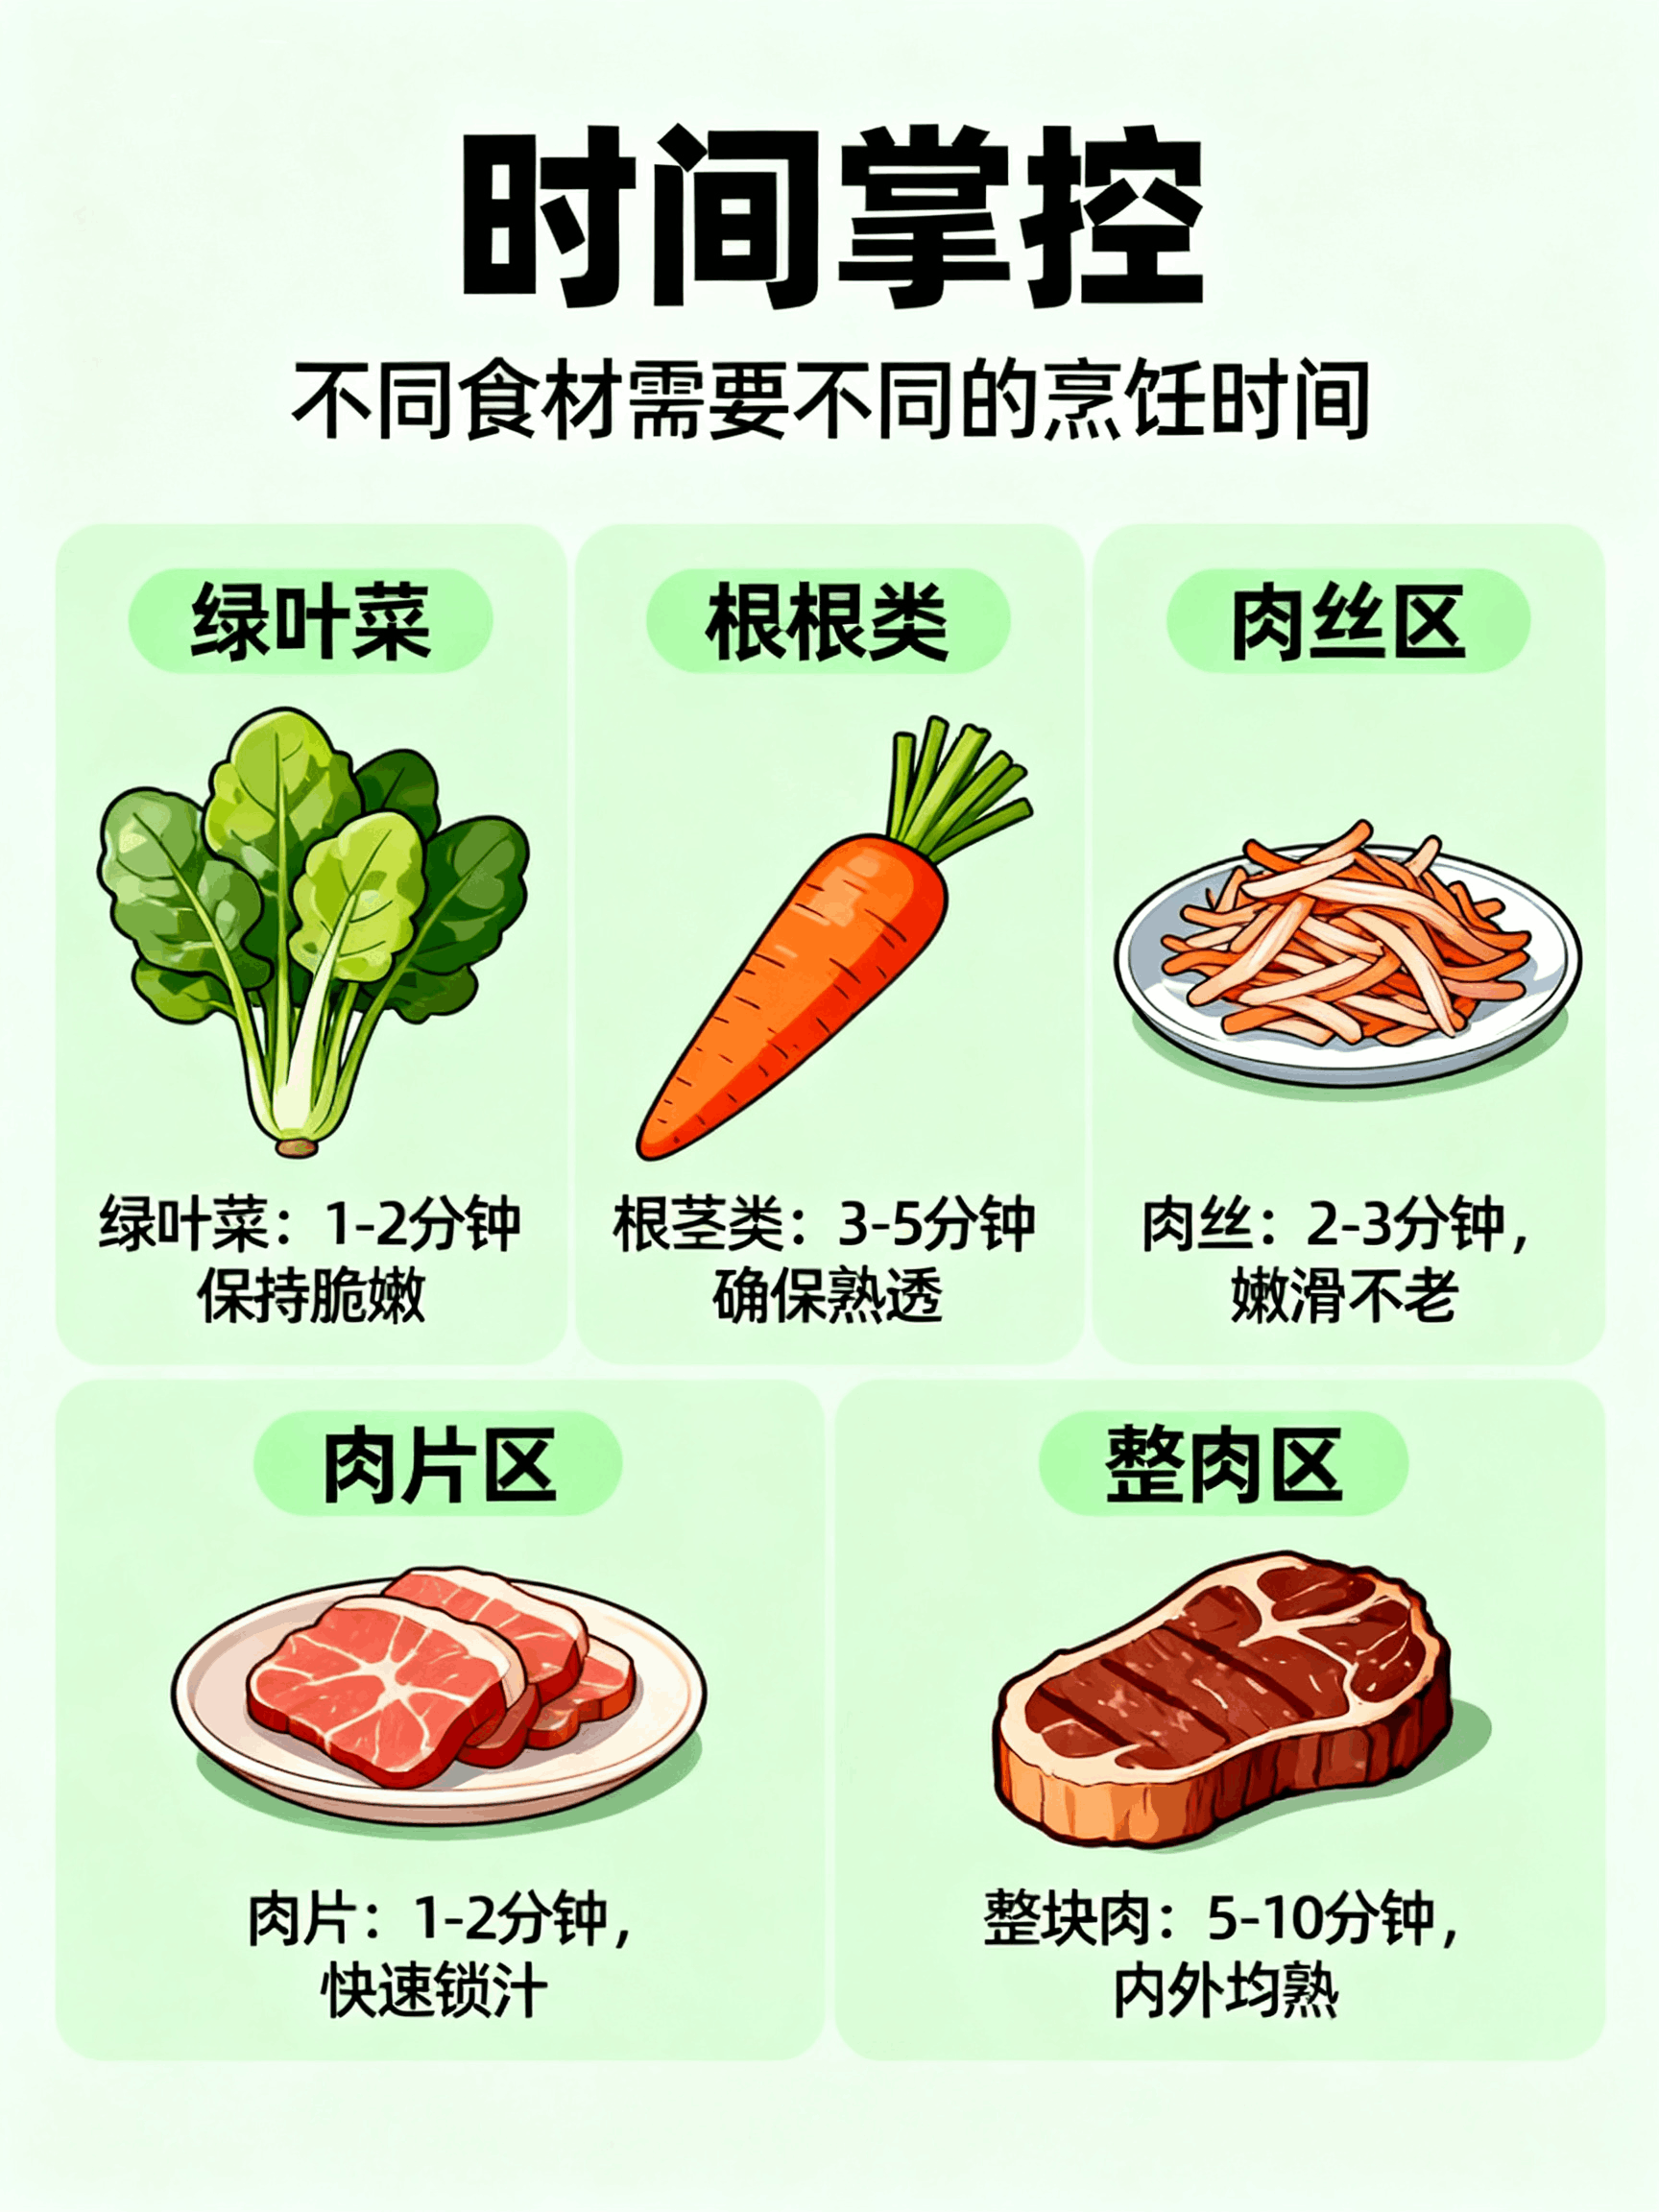 时间掌控
不同食材需要不同的烹饪时间
绿叶菜
绿叶菜：1-2分钟
保持脆嫩
根根类
根茎类：3-5分钟
确保熟透
肉丝区
肉丝：2-3分钟，
嫩滑不老
肉片区
肉片：1-2分钟，
快速锁汁
整肉区
整块肉：5-10分钟，
内外均熟